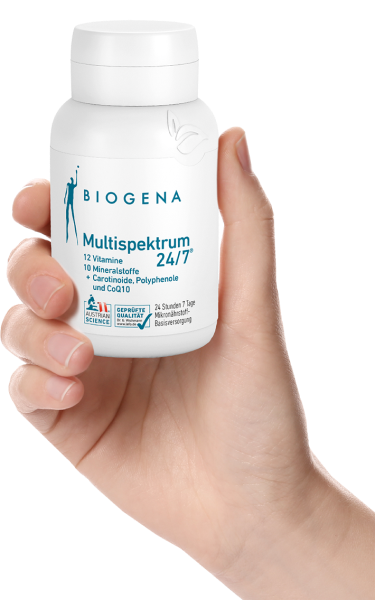 BIOGENA
Multispektrum
24/7®
12 Vitamine
10 Mineralstoffe
+ Carotinoide, Polyphenole
und CoQ10
AUSTRIAN
SCIENCE
GEPRÜFTE
QUALITÄT
24 Stunden 7 Tage
Mikronährstoff-
Basisversorgung